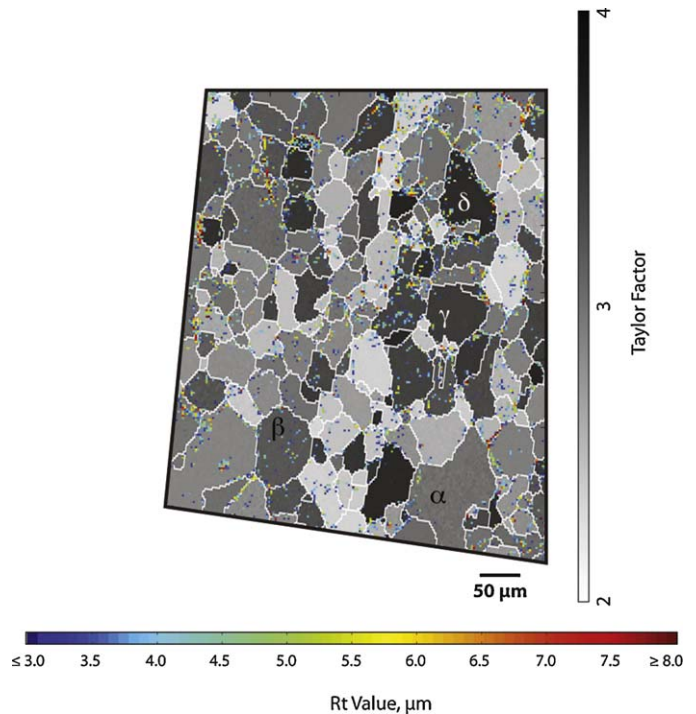 4
δ
3
Taylor Factor
γ
β
α
50 µm
2
≤ 3.0 3.5 4.0 4.5 5.0 5.5 6.0 6.5 7.0 7.5 ≥ 8.0
Rt Value, µm